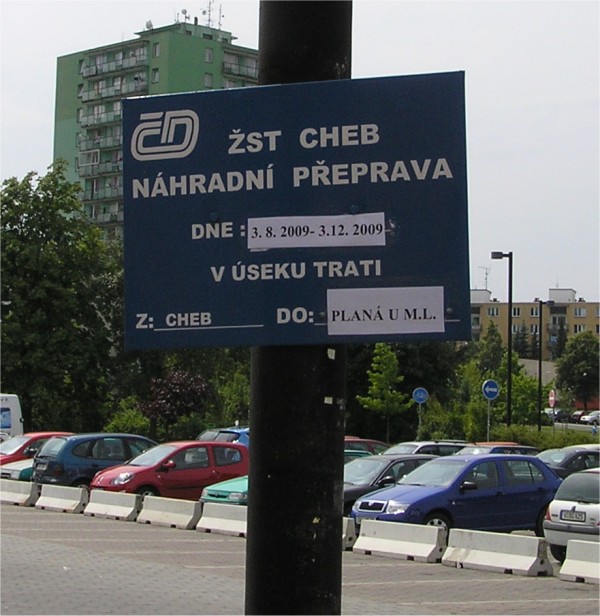 ČD
ŽST CHEB
NÁHRADNÍ PŘEPRAVA
DNE : 3. 8. 2009- 3.12. 2009
V ÚSEKU TRATI
Z: CHEB DO: PLANÁ U M.L.